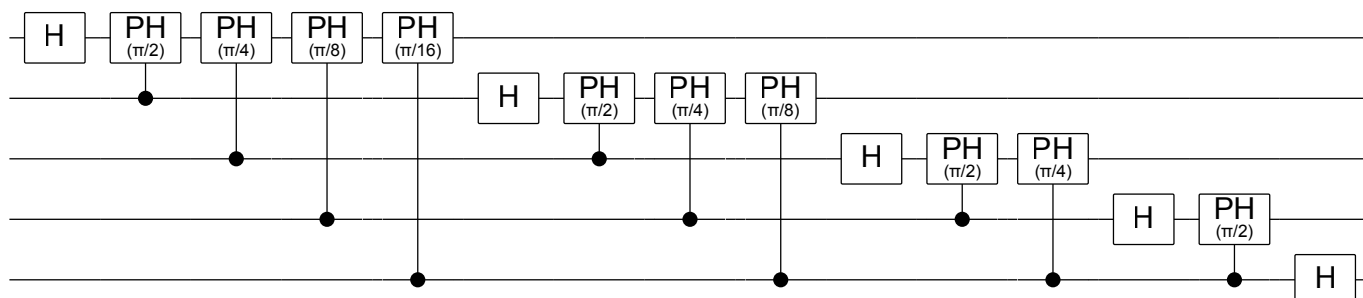 H PH PH PH PH
(π/2) (π/4) (π/8) (π/16)
H PH PH PH
(π/2) (π/4) (π/8)
H PH PH
(π/2) (π/4)
H PH
(π/2)
H